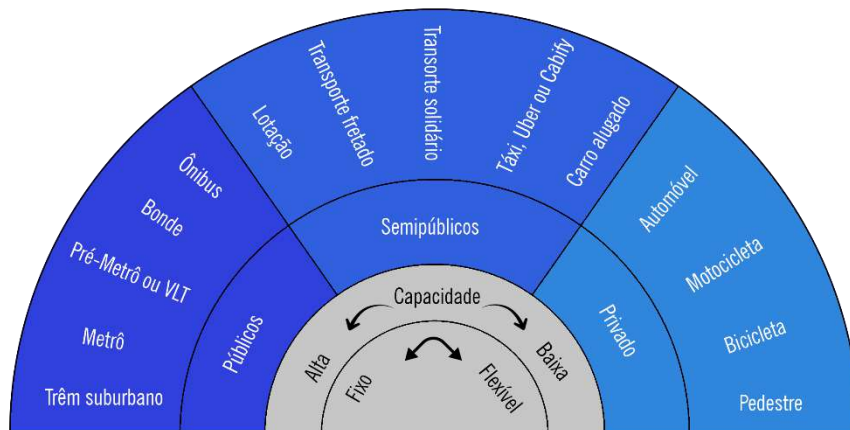 Trêm suburbano
Metrô
Pré-Metrô ou VLT
Bonde
Ônibus
Lotação
Transporte fretado
Transorte solidário
Táxi, Uber ou Cabify
Carro alugado
Automóvel
Motocicleta
Bicicleta
Pedestre
Públicos
Semipúblicos
Privado
Capacidade
Alta
Baixa
Fixo
Flexível